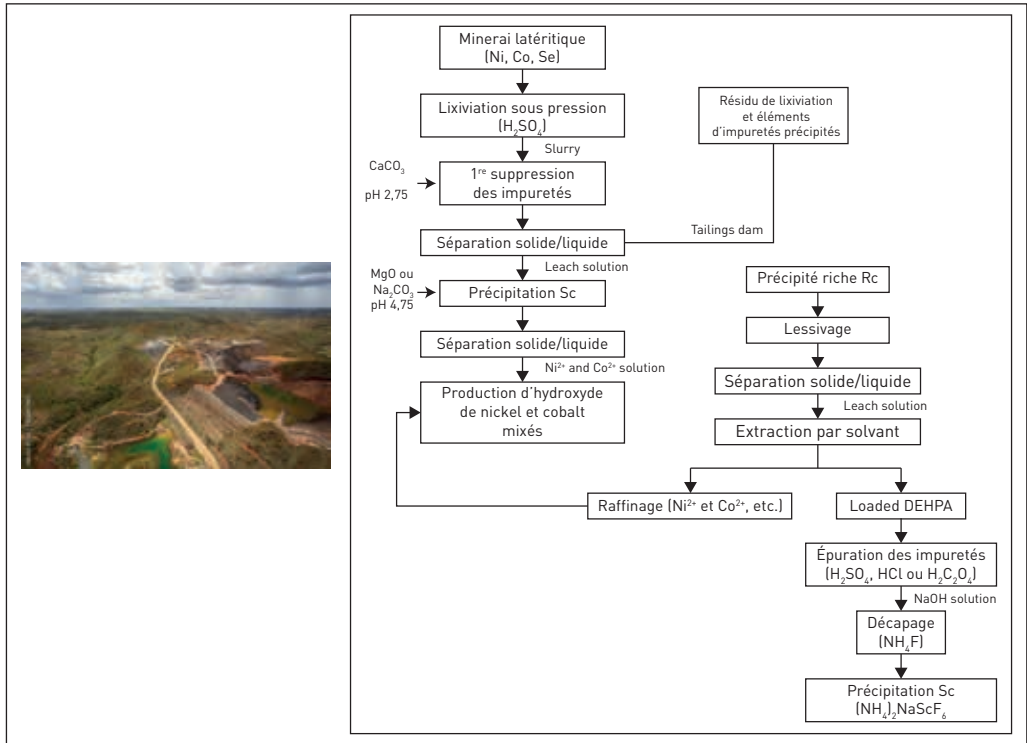 Minerai latéritique
(Ni, Co, Se)
Lixiviation sous pression
(H₂SO₄)
Slurry
CaCO₃
pH 2,75
1re suppression
des impuretés
Séparation solide/liquide
Tailings dam
Résidu de lixiviation
et éléments
d'impuretés précipités
Leach solution
MgO ou
Na₂CO₃
pH 4,75
Précipitation Sc
Séparation solide/liquide
Ni²⁺ and Co²⁺ solution
Production d'hydroxyde
de nickel et cobalt
mixés
Précipité riche Rc
Lessivage
Séparation solide/liquide
Leach solution
Extraction par solvant
Raffinage (Ni²⁺ et Co²⁺, etc.)
Loaded DEHPA
Épuration des impuretés
(H₂SO₄, HCl ou H₂C₂O₄)
NaOH solution
Décapage
(NH₄F)
Précipitation Sc
(NH₄)₂NaScF₆